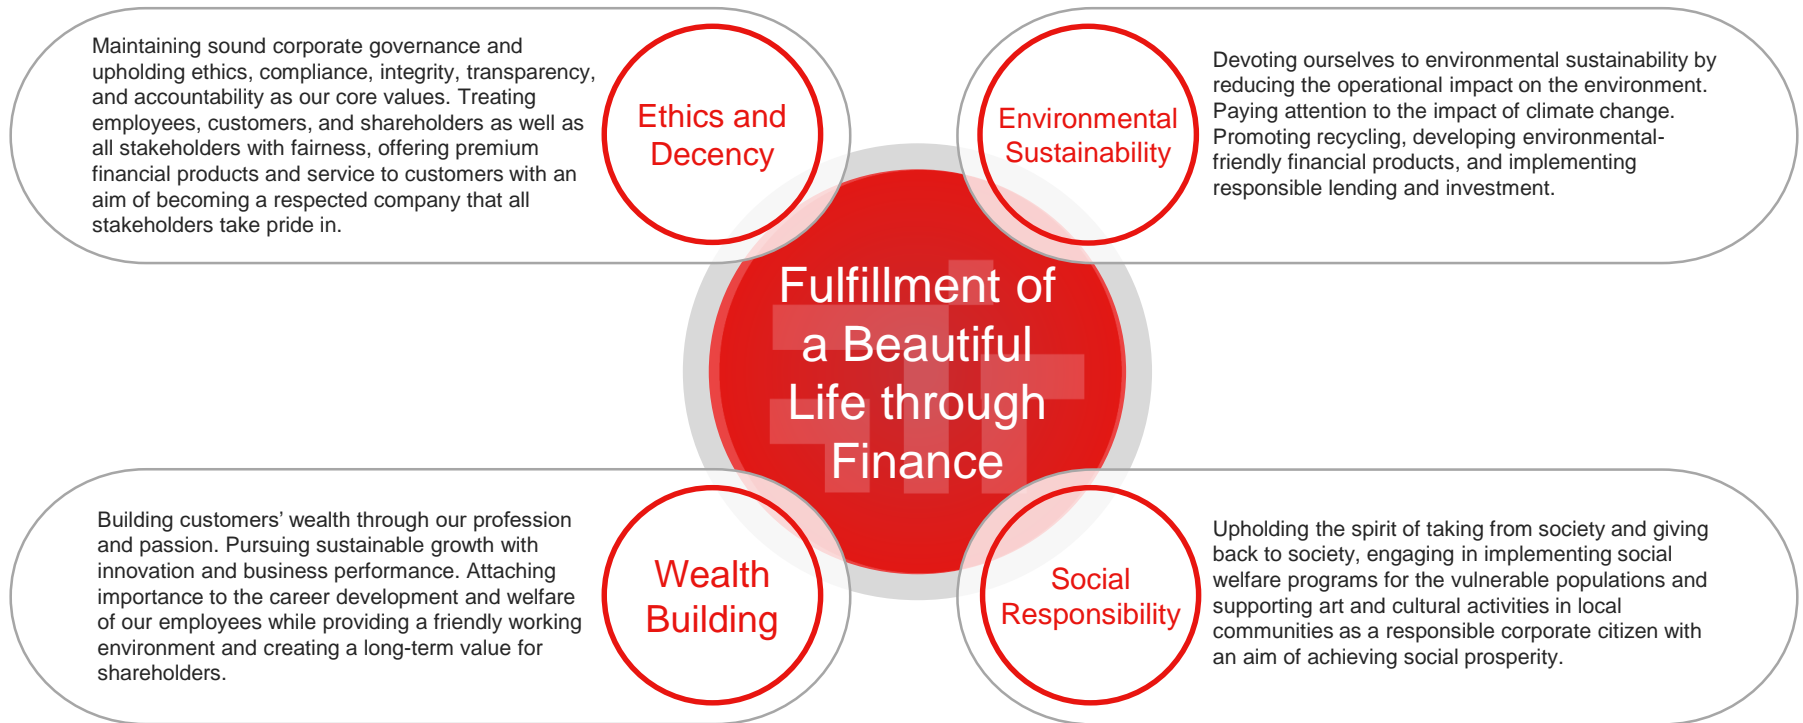 Maintaining sound corporate governance and
upholding ethics, compliance, integrity, transparency,
and accountability as our core values. Treating
employees, customers, and shareholders as well as
all stakeholders with fairness, offering premium
financial products and service to customers with an
aim of becoming a respected company that all
stakeholders take pride in.
Ethics and
Decency
Environmental
Sustainability
Devoting ourselves to environmental sustainability by
reducing the operational impact on the environment.
Paying attention to the impact of climate change.
Promoting recycling, developing environmental-
friendly financial products, and implementing
responsible lending and investment.
Fulfillment of
a Beautiful
Life through
Finance
Building customers’ wealth through our profession
and passion. Pursuing sustainable growth with
innovation and business performance. Attaching
importance to the career development and welfare
of our employees while providing a friendly working
environment and creating a long-term value for
shareholders.
Wealth
Building
Social
Responsibility
Upholding the spirit of taking from society and giving
back to society, engaging in implementing social
welfare programs for the vulnerable populations and
supporting art and cultural activities in local
communities as a responsible corporate citizen with
an aim of achieving social prosperity.